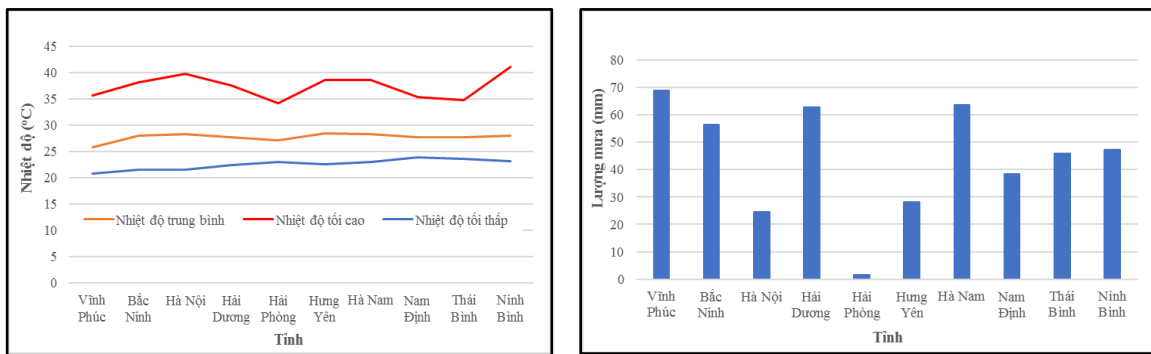 Nhiệt độ (°C)
45
40
35
30
25
20
15
10
5
0
Nhiệt độ trung bình
Nhiệt độ tối cao
Nhiệt độ tối thấp
Vĩnh Phúc
Bắc Ninh
Hà Nội
Hải Dương
Hải Phòng
Hưng Yên
Hà Nam
Nam Định
Thái Bình
Ninh Bình
Tỉnh
Lượng mưa (mm)
80
70
60
50
40
30
20
10
0
Vĩnh Phúc
Bắc Ninh
Hà Nội
Hải Dương
Hải Phòng
Hưng Yên
Hà Nam
Nam Định
Thái Bình
Ninh Bình
Tỉnh